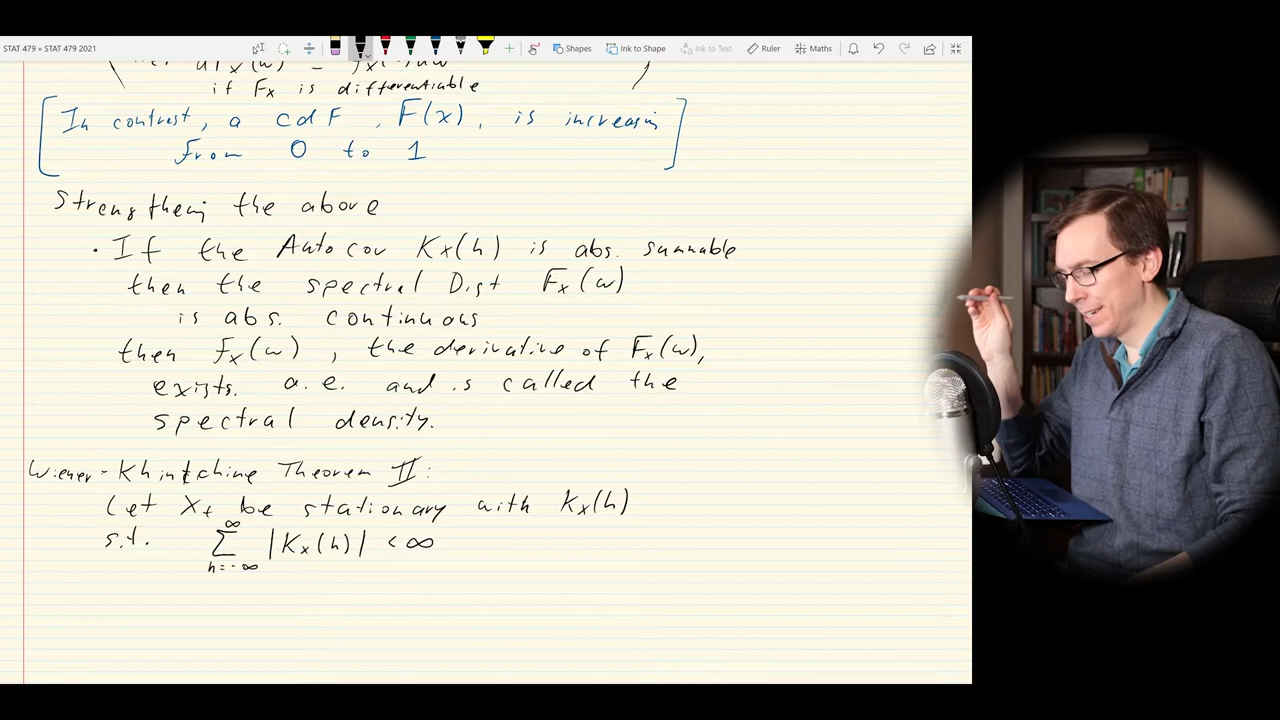 STAT 479 » STAT 479 2021
Shapes
Ink to Shape
Ink to Text
Ruler
Maths
if Fx is differentiable
In contrast, a cdF, F(x), is increasing
from 0 to 1
Strengthening the above
• If the Autocov Kx(h) is abs. summable
then the spectral Dist Fx(ω)
is abs. continuous
then fx(ω), the derivative of Fx(ω),
exists. a.e. and is called the
spectral density.
Wiener-Khintchine Theorem II:
Let Xt be stationary with Kx(h)
s.t. ∞∑h=-∞ |Kx(h)| < ∞